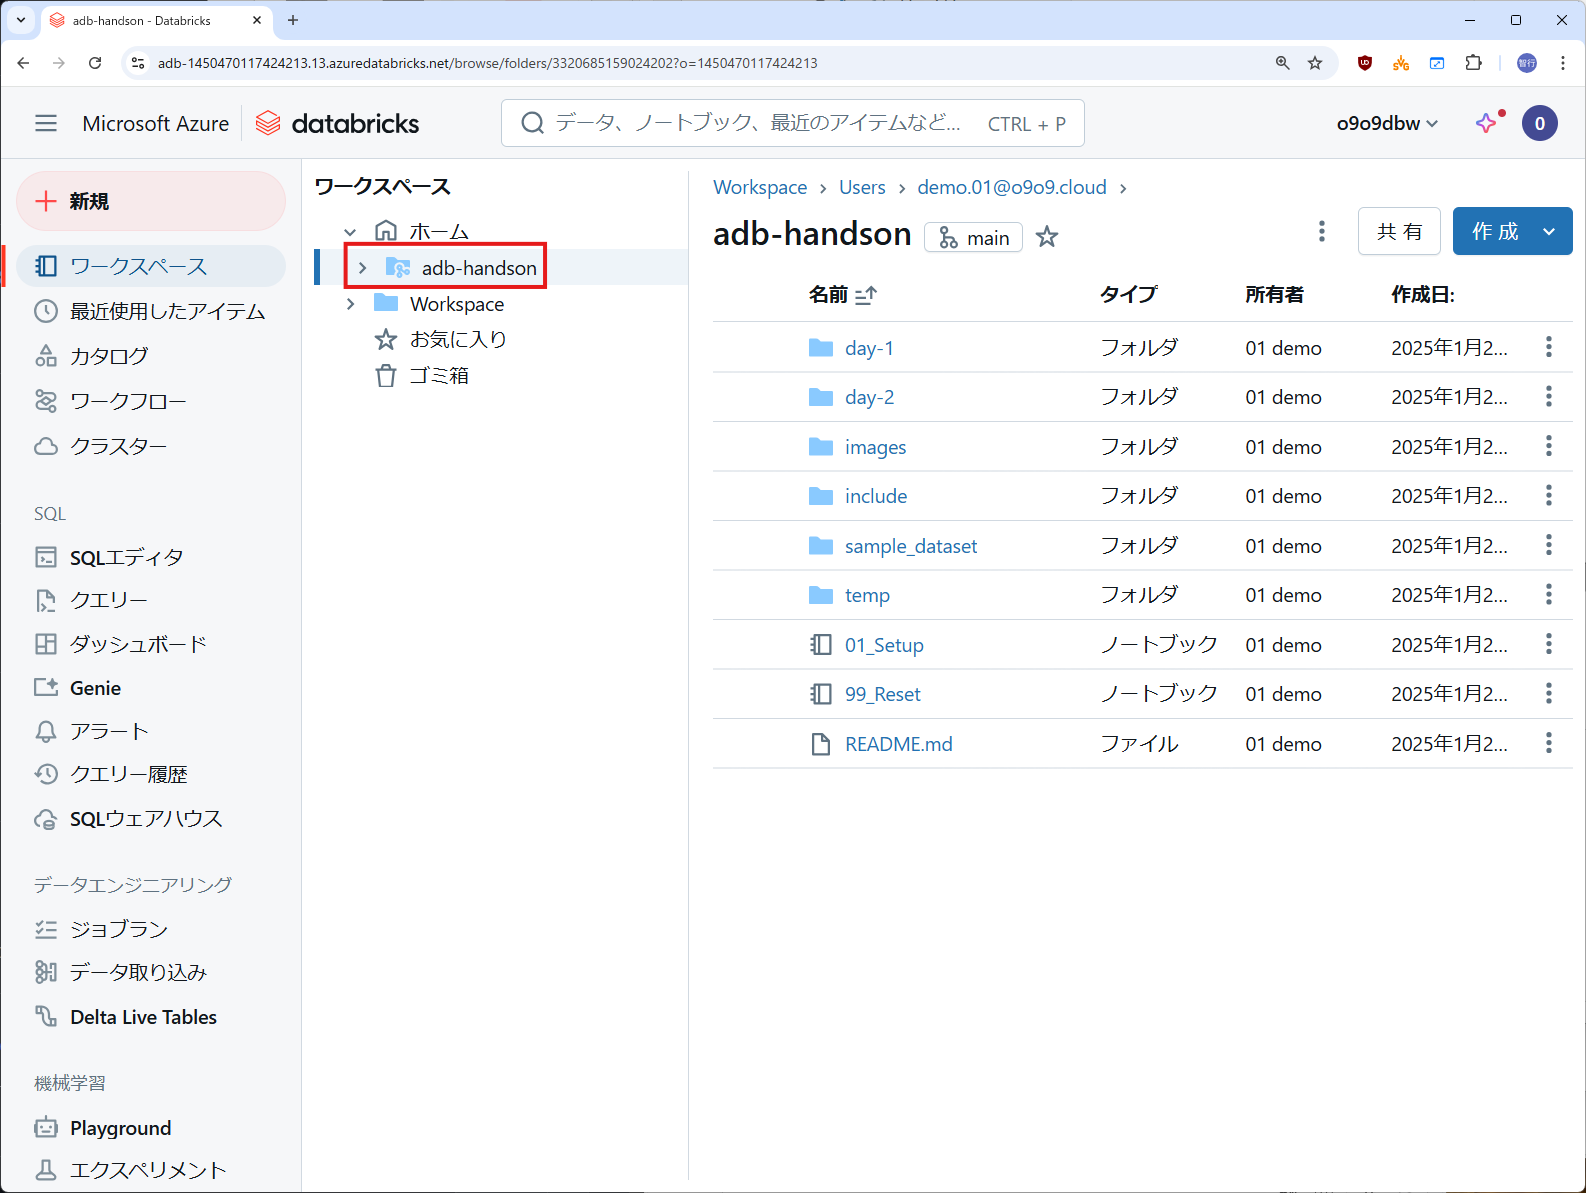 adb-handson - Databricks
adb-1450470117424213.13.azuredatabricks.net/browse/folders/3320685159024202?o=1450470117424213
智行
Microsoft Azure
databricks
データ、ノートブック、最近のアイテムなど... CTRL + P
o9o9dbw
0
新規
ワークスペース
最近使用したアイテム
カタログ
ワークフロー
クラスター
SQL
SQLエディタ
クエリー
ダッシュボード
Genie
アラート
クエリー履歴
SQLウェアハウス
データエンジニアリング
ジョブラン
データ取り込み
Delta Live Tables
機械学習
Playground
エクスペリメント
ワークスペース
ホーム
adb-handson
Workspace
お気に入り
ゴミ箱
Workspace › Users › demo.01@o9o9.cloud ›
adb-handson main
共有
作成
名前 タイプ 所有者 作成日:
day-1 フォルダ 01 demo 2025年1月2...
day-2 フォルダ 01 demo 2025年1月2...
images フォルダ 01 demo 2025年1月2...
include フォルダ 01 demo 2025年1月2...
sample_dataset フォルダ 01 demo 2025年1月2...
temp フォルダ 01 demo 2025年1月2...
01_Setup ノートブック 01 demo 2025年1月2...
99_Reset ノートブック 01 demo 2025年1月2...
README.md ファイル 01 demo 2025年1月2...